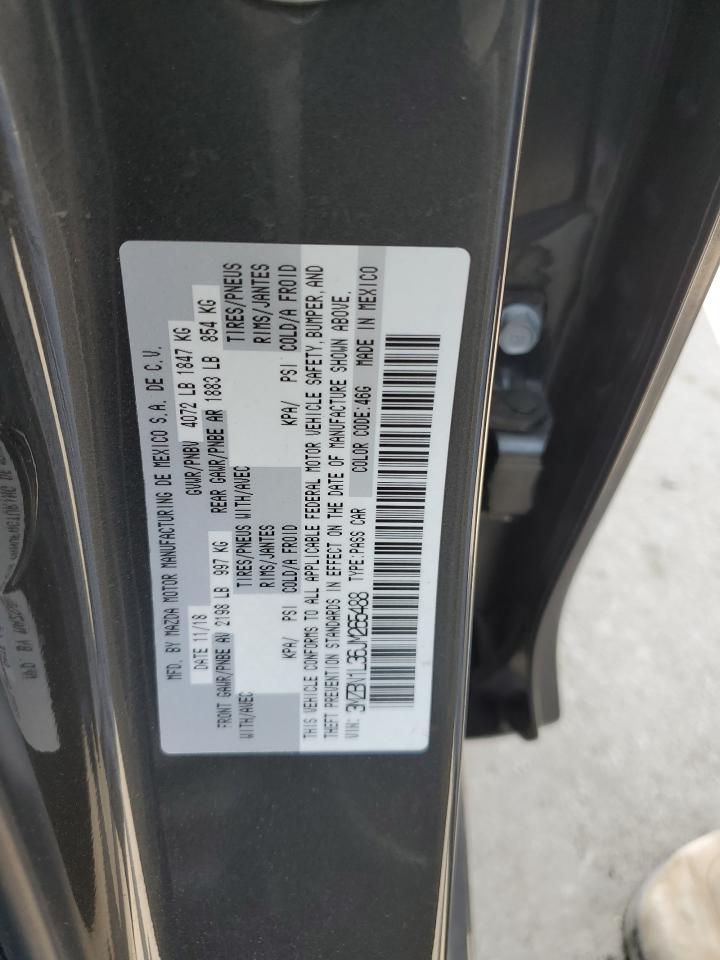 MFD. BY MAZDA MOTOR MANUFACTURING DE MEXICO S.A. DE C.V.
DATE 11/18 GVWR/PNBV 4072 LB 1847 KG
FRONT GAWR/PNBE AV 2198 LB 997 KG REAR GAWR/PNBE AR 1883 LB 854 KG
WITH/AVEC TIRES/PNEUS WITH/AVEC TIRES/PNEUS
RIMS/JANTES RIMS/JANTES
KPA/ PSI COLD/A FROID KPA/ PSI COLD/A FROID
THIS VEHICLE CONFORMS TO ALL APPLICABLE FEDERAL MOTOR VEHICLE SAFETY, BUMPER, AND
THEFT PREVENTION STANDARDS IN EFFECT ON THE DATE OF MANUFACTURE SHOWN ABOVE.
VIN: 3MZBN1L36JM265488 TYPE:PASS CAR COLOR CODE:46G MADE IN MEXICO